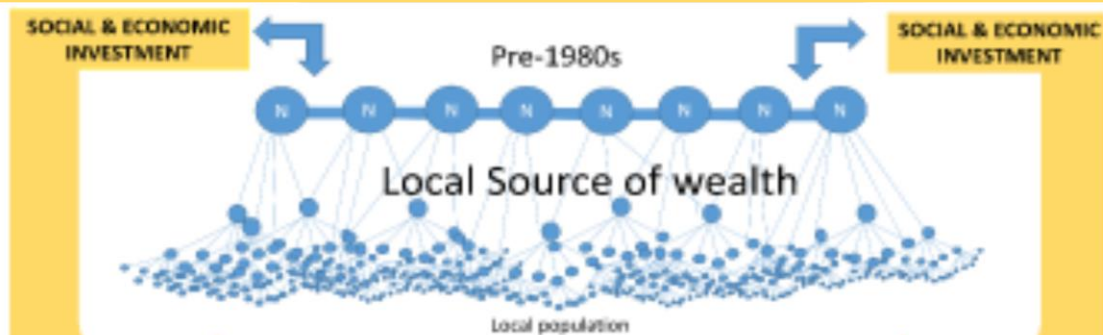 SOCIAL & ECONOMIC
INVESTMENT
Pre-1980s
SOCIAL & ECONOMIC
INVESTMENT
N N N N N N N N
Local Source of wealth
Local population